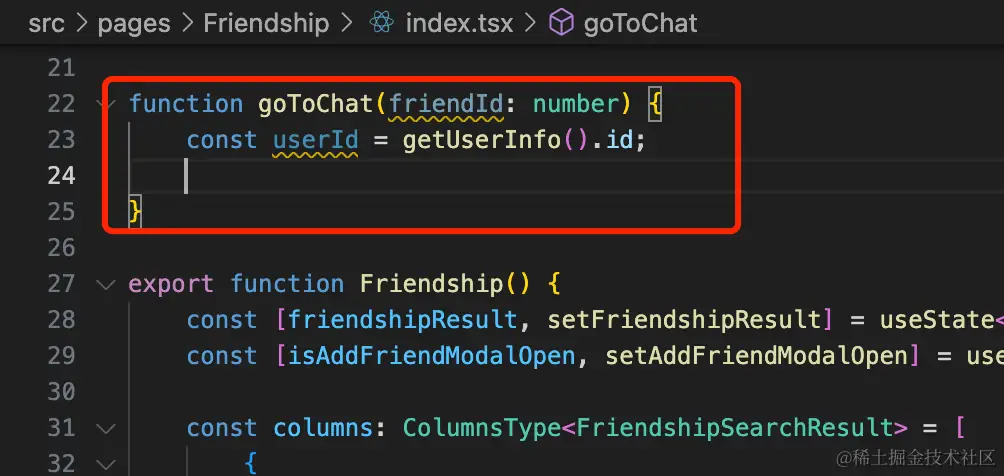 src > pages > Friendship > index.tsx > goToChat
21
22 function goToChat(friendId: number) {
23     const userId = getUserInfo().id;
24
25 }
26
27 export function Friendship() {
28     const [friendshipResult, setFriendshipResult] = useState<
29     const [isAddFriendModalOpen, setAddFriendModalOpen] = use
30
31     const columns: ColumnsType<FriendshipSearchResult> = [
32         {
@稀土掘金技术社区